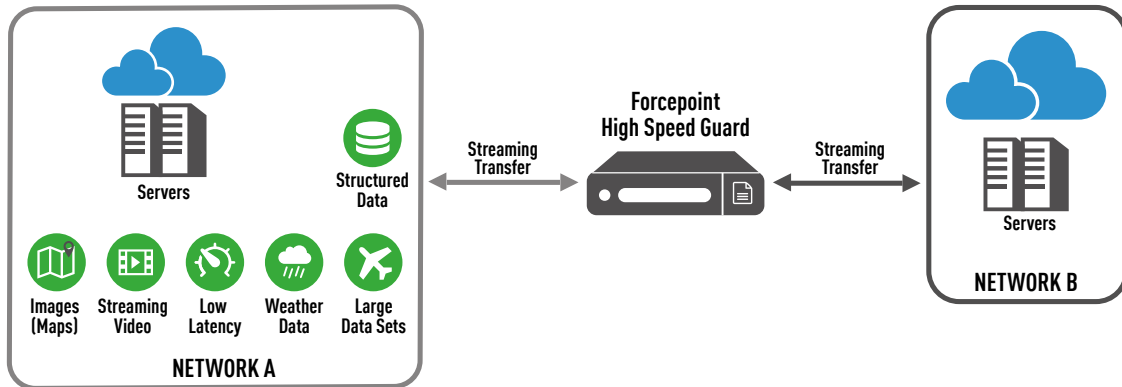 Servers
Structured
Data
Images
(Maps)
Streaming
Video
Low
Latency
Weather
Data
Large
Data Sets
NETWORK A
Streaming
Transfer
Forcepoint
High Speed Guard
Streaming
Transfer
Servers
NETWORK B